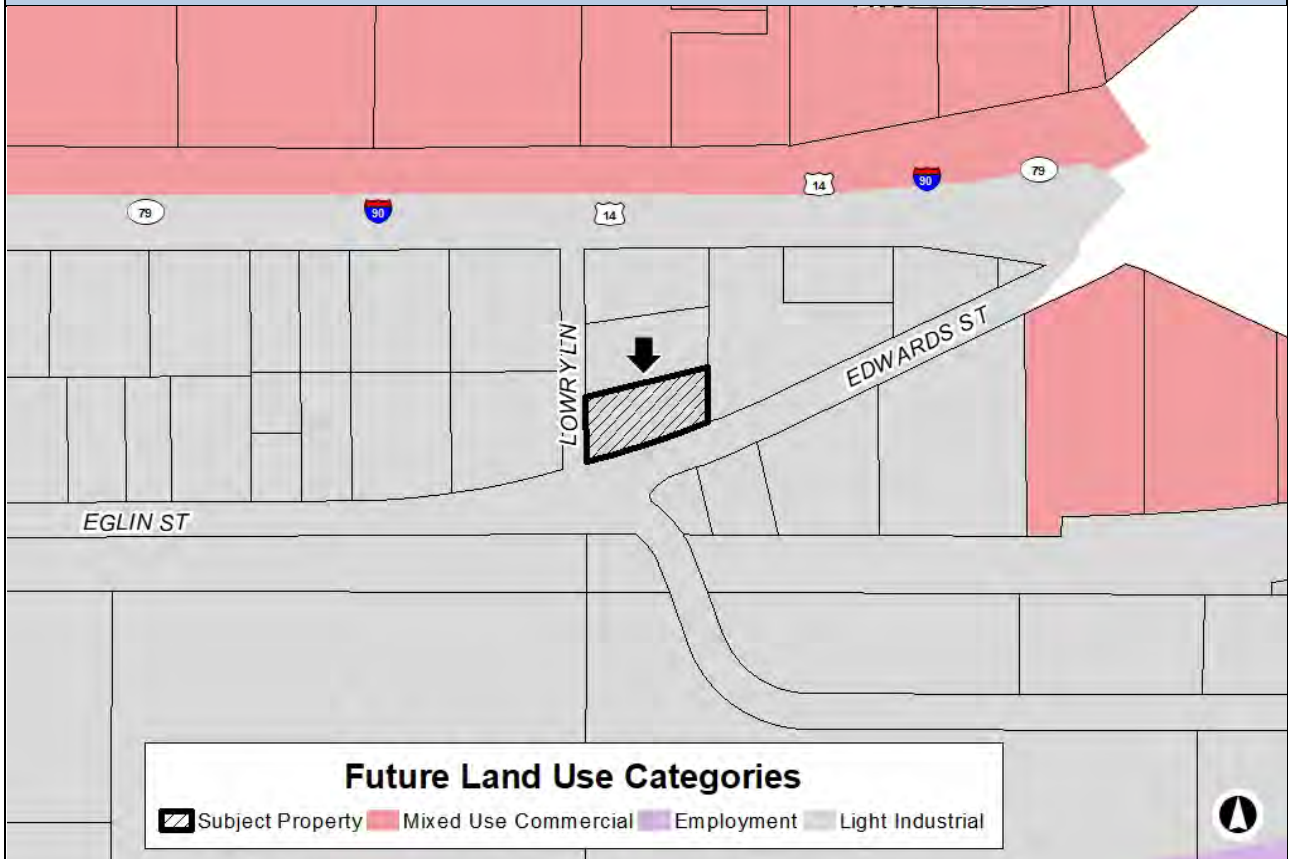 14
90
79
79
90
14
LOWRY LN
EDWARDS ST
EGLIN ST
Future Land Use Categories
Subject Property Mixed Use Commercial Employment Light Industrial